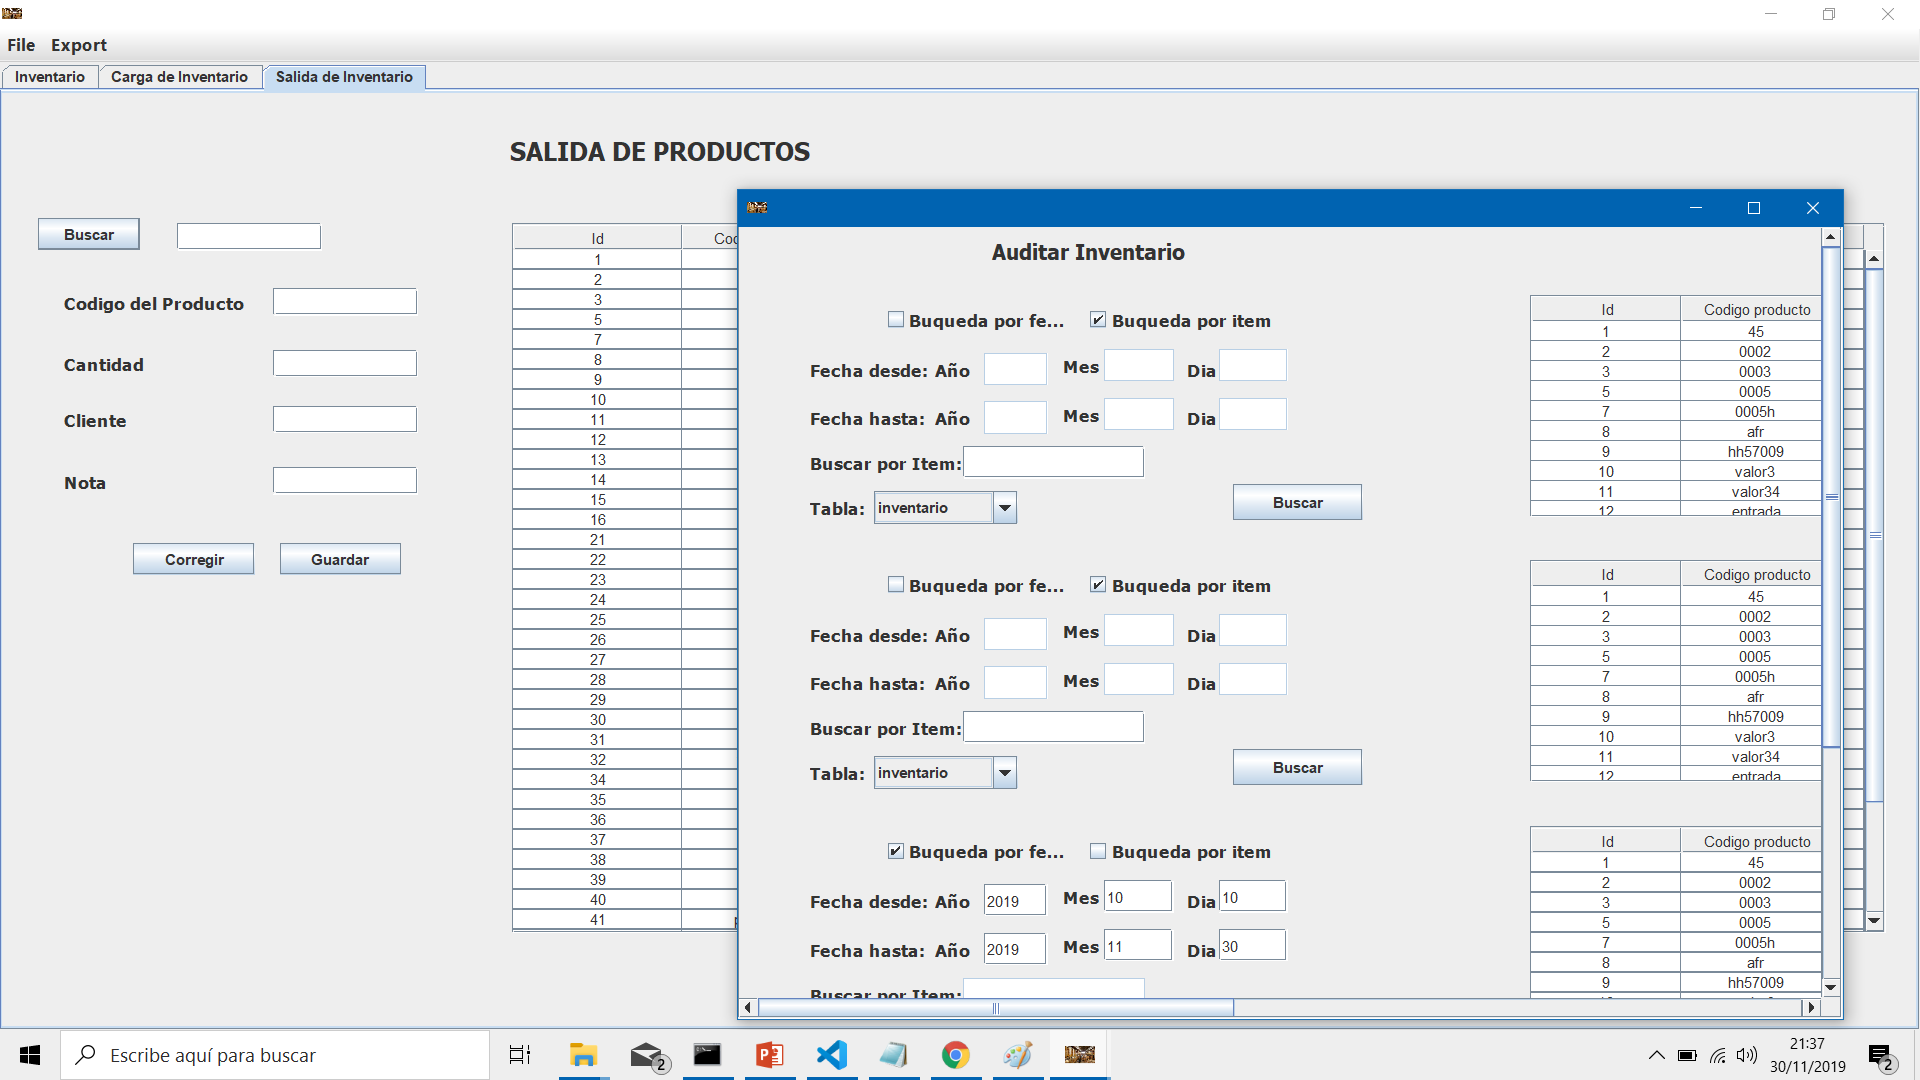 File Export
Inventario Carga de Inventario Salida de Inventario
SALIDA DE PRODUCTOS
Buscar
Codigo del Producto
Cantidad
Cliente
Nota
Corregir Guardar
Id
1
2
3
5
7
8
9
10
11
12
13
14
15
16
21
22
23
24
25
26
27
28
29
30
31
32
34
35
36
37
38
39
40
41
Auditar Inventario
Buqueda por fe... Buqueda por item
Fecha desde: Año Mes Dia
Fecha hasta: Año Mes Dia
Buscar por Item:
Tabla: inventario Buscar
Id Codigo producto
1 45
2 0002
3 0003
5 0005
7 0005h
8 afr
9 hh57009
10 valor3
11 valor34
12 entrada
Buqueda por fe... Buqueda por item
Fecha desde: Año Mes Dia
Fecha hasta: Año Mes Dia
Buscar por Item:
Tabla: inventario Buscar
Id Codigo producto
1 45
2 0002
3 0003
5 0005
7 0005h
8 afr
9 hh57009
10 valor3
11 valor34
12 entrada
Buqueda por fe... Buqueda por item
Fecha desde: Año 2019 Mes 10 Dia 10
Fecha hasta: Año 2019 Mes 11 Dia 30
Buscar por Item:
Id Codigo producto
1 45
2 0002
3 0003
5 0005
7 0005h
8 afr
9 hh57009
Escribe aquí para buscar
2
21:37
30/11/2019
2